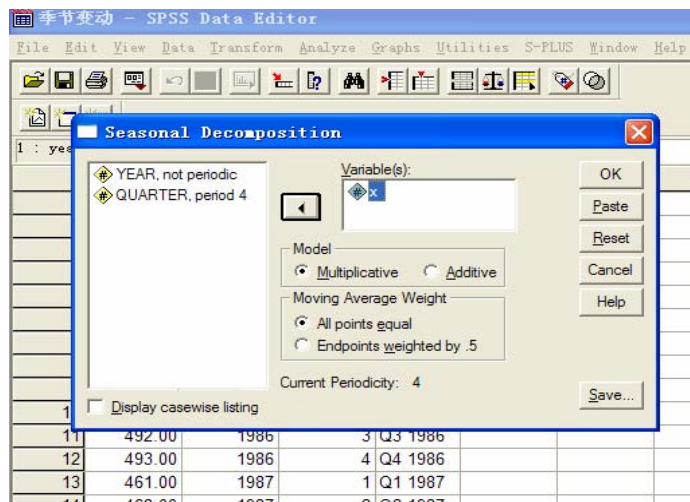 季节变动 - SPSS Data Editor
File Edit View Data Transform Analyze Graphs Utilities S-PLUS Window Help
1 : yea
Seasonal Decomposition
YEAR, not periodic
QUARTER, period 4
Variable(s):
x
OK
Paste
Reset
Cancel
Help
Save...
Model
Multiplicative Additive
Moving Average Weight
All points equal
Endpoints weighted by .5
Current Periodicity: 4
Display casewise listing
1
11 492.00 1986 3 Q3 1986
12 493.00 1986 4 Q4 1986
13 461.00 1987 1 Q1 1987